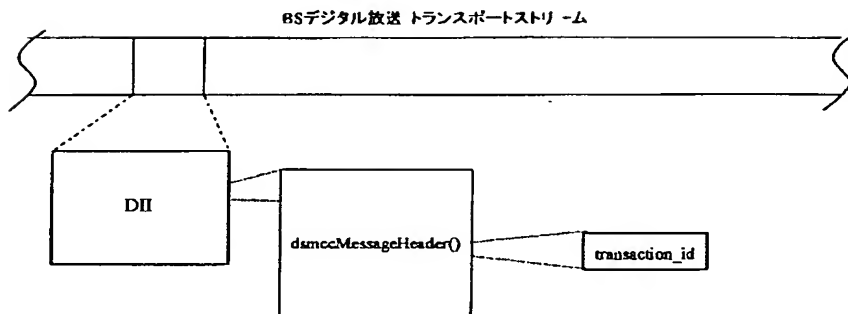 BSデジタル放送 トランスポートストリーム
DII
dsmccMessageHeader()
transaction_id